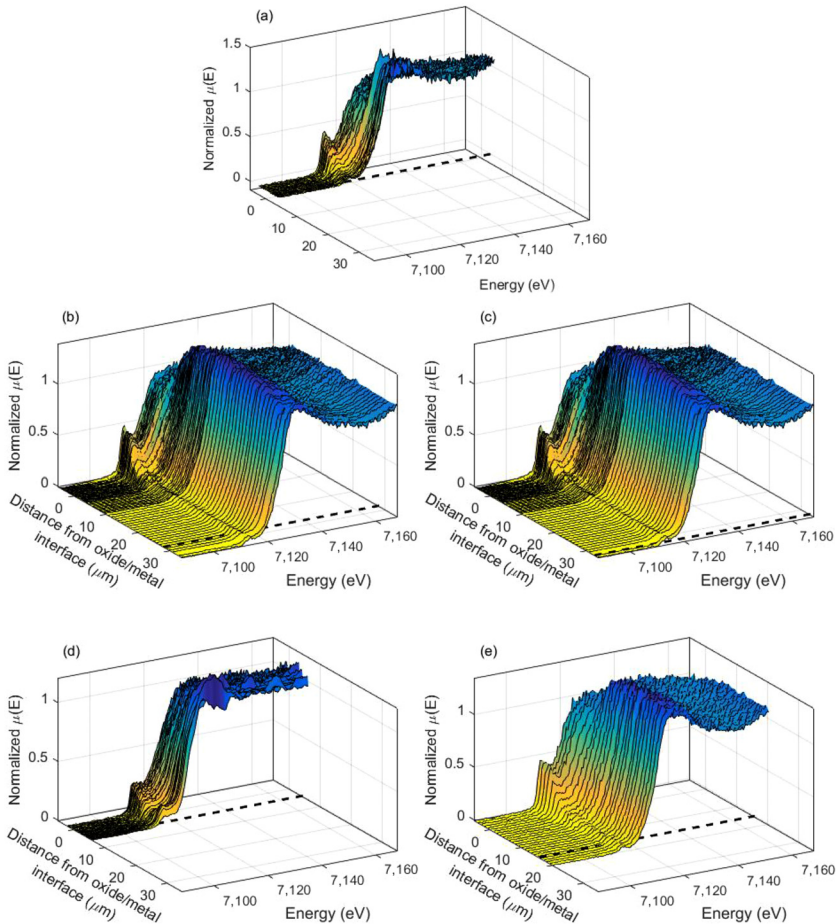 (a)
1.5
1
0.5
0
Normalized μ(E)
0
10
20
30
7,100
7,120
7,140
7,160
Energy (eV)
(b)
1
0.5
0
Normalized μ(E)
0
10
20
30
Distance from oxide/metal
interface (μm)
7,100
7,120
7,140
7,160
Energy (eV)
(c)
1
0.5
0
Normalized μ(E)
0
10
20
30
Distance from oxide/metal
interface (μm)
7,100
7,120
7,140
7,160
Energy (eV)
(d)
1
0.5
0
Normalized μ(E)
0
10
20
30
Distance from oxide/metal
interface (μm)
7,100
7,120
7,140
7,160
Energy (eV)
(e)
1
0.5
0
Normalized μ(E)
0
10
20
30
Distance from oxide/metal
interface (μm)
7,100
7,120
7,140
7,160
Energy (eV)